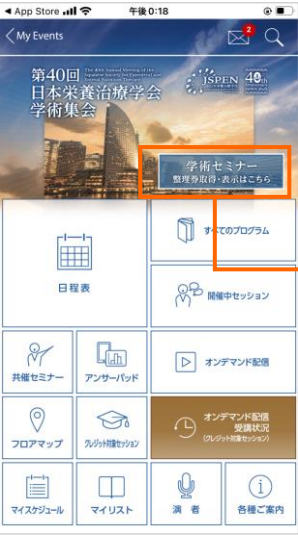 App Store
午後0:18
My Events
2
第40回 The 40th Annual Meeting of the
Japanese Society for Parenteral and
Enteral Nutrition Therapy
日本栄養治療学会
学術集会
JSPEN 40th
学術セミナー
整理券取得・表示はこちら
すべてのプログラム
日程表
開催中セッション
共催セミナー
アンサーパッド
オンデマンド配信
フロアマップ
クレジット対象セッション
オンデマンド配信
受講状況
(クレジット対象セッション)
マイスケジュール
マイリスト
演者
各種ご案内